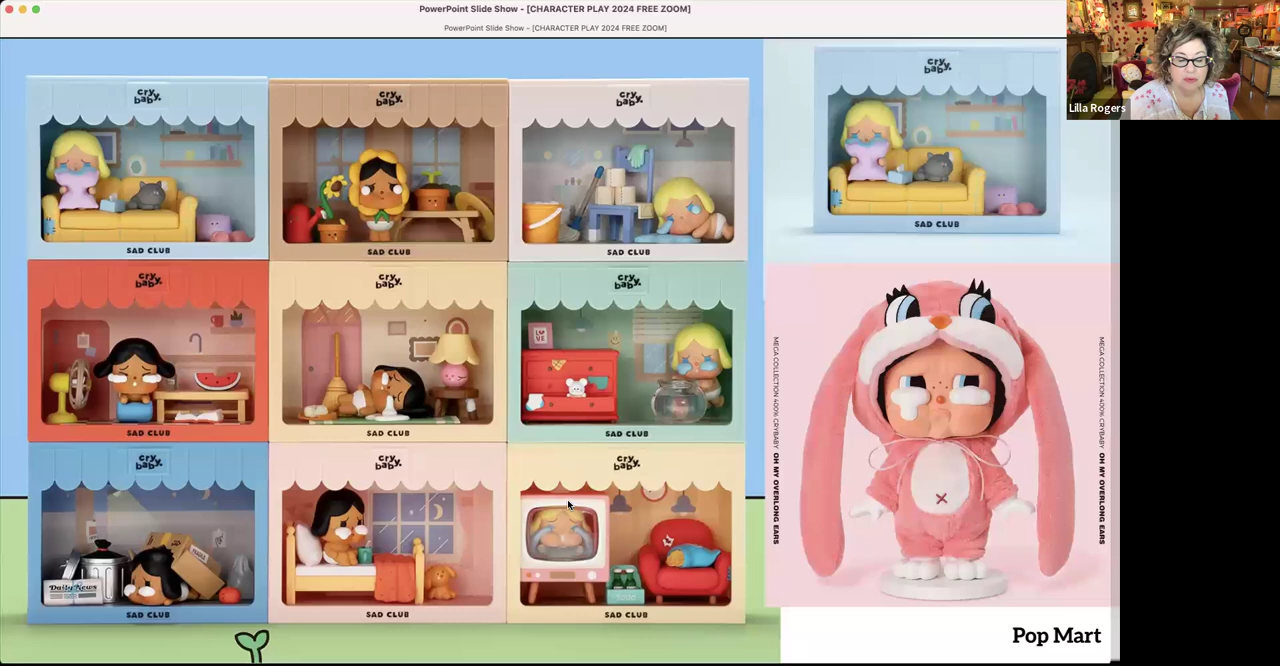 PowerPoint Slide Show - [CHARACTER PLAY 2024 FREE ZOOM]
PowerPoint Slide Show - [CHARACTER PLAY 2024 FREE ZOOM]
Lilla Rogers
cry
baby.
SAD CLUB
cry
baby.
SAD CLUB
cry
baby.
SAD CLUB
cry
baby.
SAD CLUB
cry
baby.
SAD CLUB
cry
baby.
SAD CLUB
LOVE
cry
baby.
SAD CLUB
cry
baby.
SAD CLUB
Daily News
FRAGILE
cry
baby.
SAD CLUB
cry
baby.
SAD CLUB
MEGA COLLECTION 400% CRYBABY OH MY OVERLONG EARS
MEGA COLLECTION 400% CRYBABY OH MY OVERLONG EARS
Pop Mart